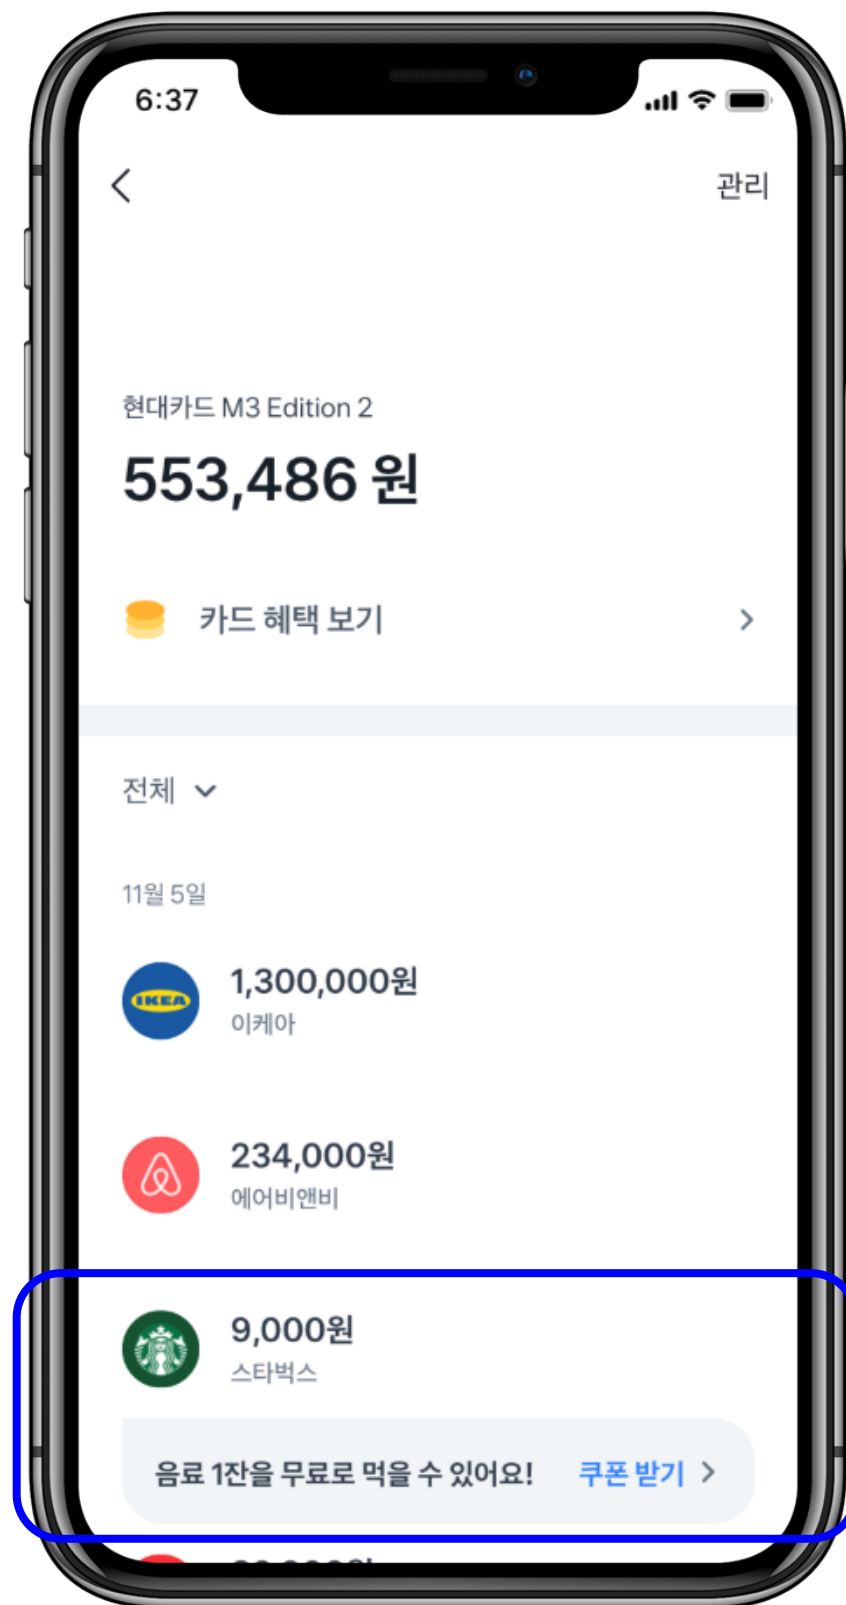 6:37
관리
현대카드 M3 Edition 2
553,486 원
카드 혜택 보기
전체
11월 5일
IKEA
1,300,000원
이케아
234,000원
에어비앤비
9,000원
스타벅스
음료 1잔을 무료로 먹을 수 있어요! 쿠폰 받기